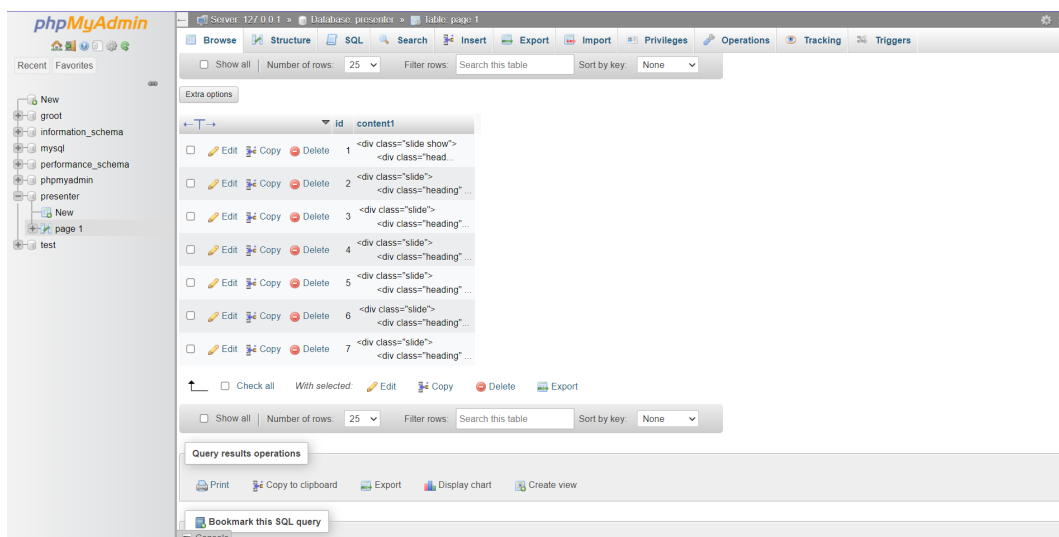 phpMyAdmin
Recent Favorites
New
groot
information_schema
mysql
performance_schema
phpmyadmin
presenter
New
page 1
test
Server: 127.0.0.1 » Database: presenter » Table: page 1
Browse Structure SQL Search Insert Export Import Privileges Operations Tracking Triggers
Show all Number of rows: 25 Filter rows: Search this table Sort by key: None
Extra options
←T→ id content1
Edit Copy Delete 1 <div class="slide show">
<div class="head...
Edit Copy Delete 2 <div class="slide">
<div class="heading" ...
Edit Copy Delete 3 <div class="slide">
<div class="heading"...
Edit Copy Delete 4 <div class="slide">
<div class="heading" ...
Edit Copy Delete 5 <div class="slide">
<div class="heading" ...
Edit Copy Delete 6 <div class="slide">
<div class="heading"...
Edit Copy Delete 7 <div class="slide">
<div class="heading" ...
Check all With selected: Edit Copy Delete Export
Show all Number of rows: 25 Filter rows: Search this table Sort by key: None
Query results operations
Print Copy to clipboard Export Display chart Create view
Bookmark this SQL query
Console